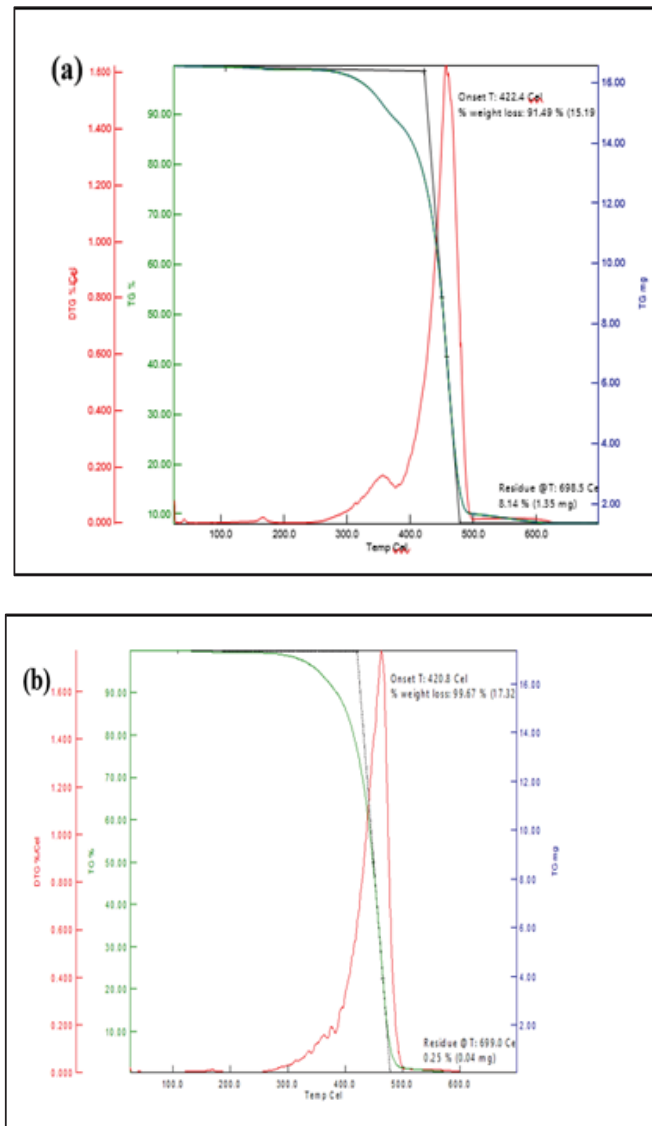 (a)
1.600
1.400
1.200
1.000
0.800
0.600
0.400
0.200
0.000
DTG %/Cel
90.00
80.00
70.00
60.00
50.00
40.00
30.00
20.00
10.00
TG %
Onset T: 422.4 Cel
% weight loss: 91.49 % (15.19
Residue @T: 698.5 Ce
8.14 % (1.35 mg)
16.00
14.00
12.00
10.00
8.00
6.00
4.00
2.00
TG mg
100.0 200.0 300.0 400.0 500.0 600.0
Temp Cel
(b)
1.600
1.400
1.200
1.000
0.800
0.600
0.400
0.200
0.000
DTG %/Cel
90.00
80.00
70.00
60.00
50.00
40.00
30.00
20.00
10.00
TG %
Onset T: 420.8 Cel
% weight loss: 99.67 % (17.32
Residue @ T: 699.0 Ce
0.25 % (0.04 mg)
16.00
14.00
12.00
10.00
8.00
6.00
4.00
2.00
TG mg
100.0 200.0 300.0 400.0 500.0 600.0
Temp Cel